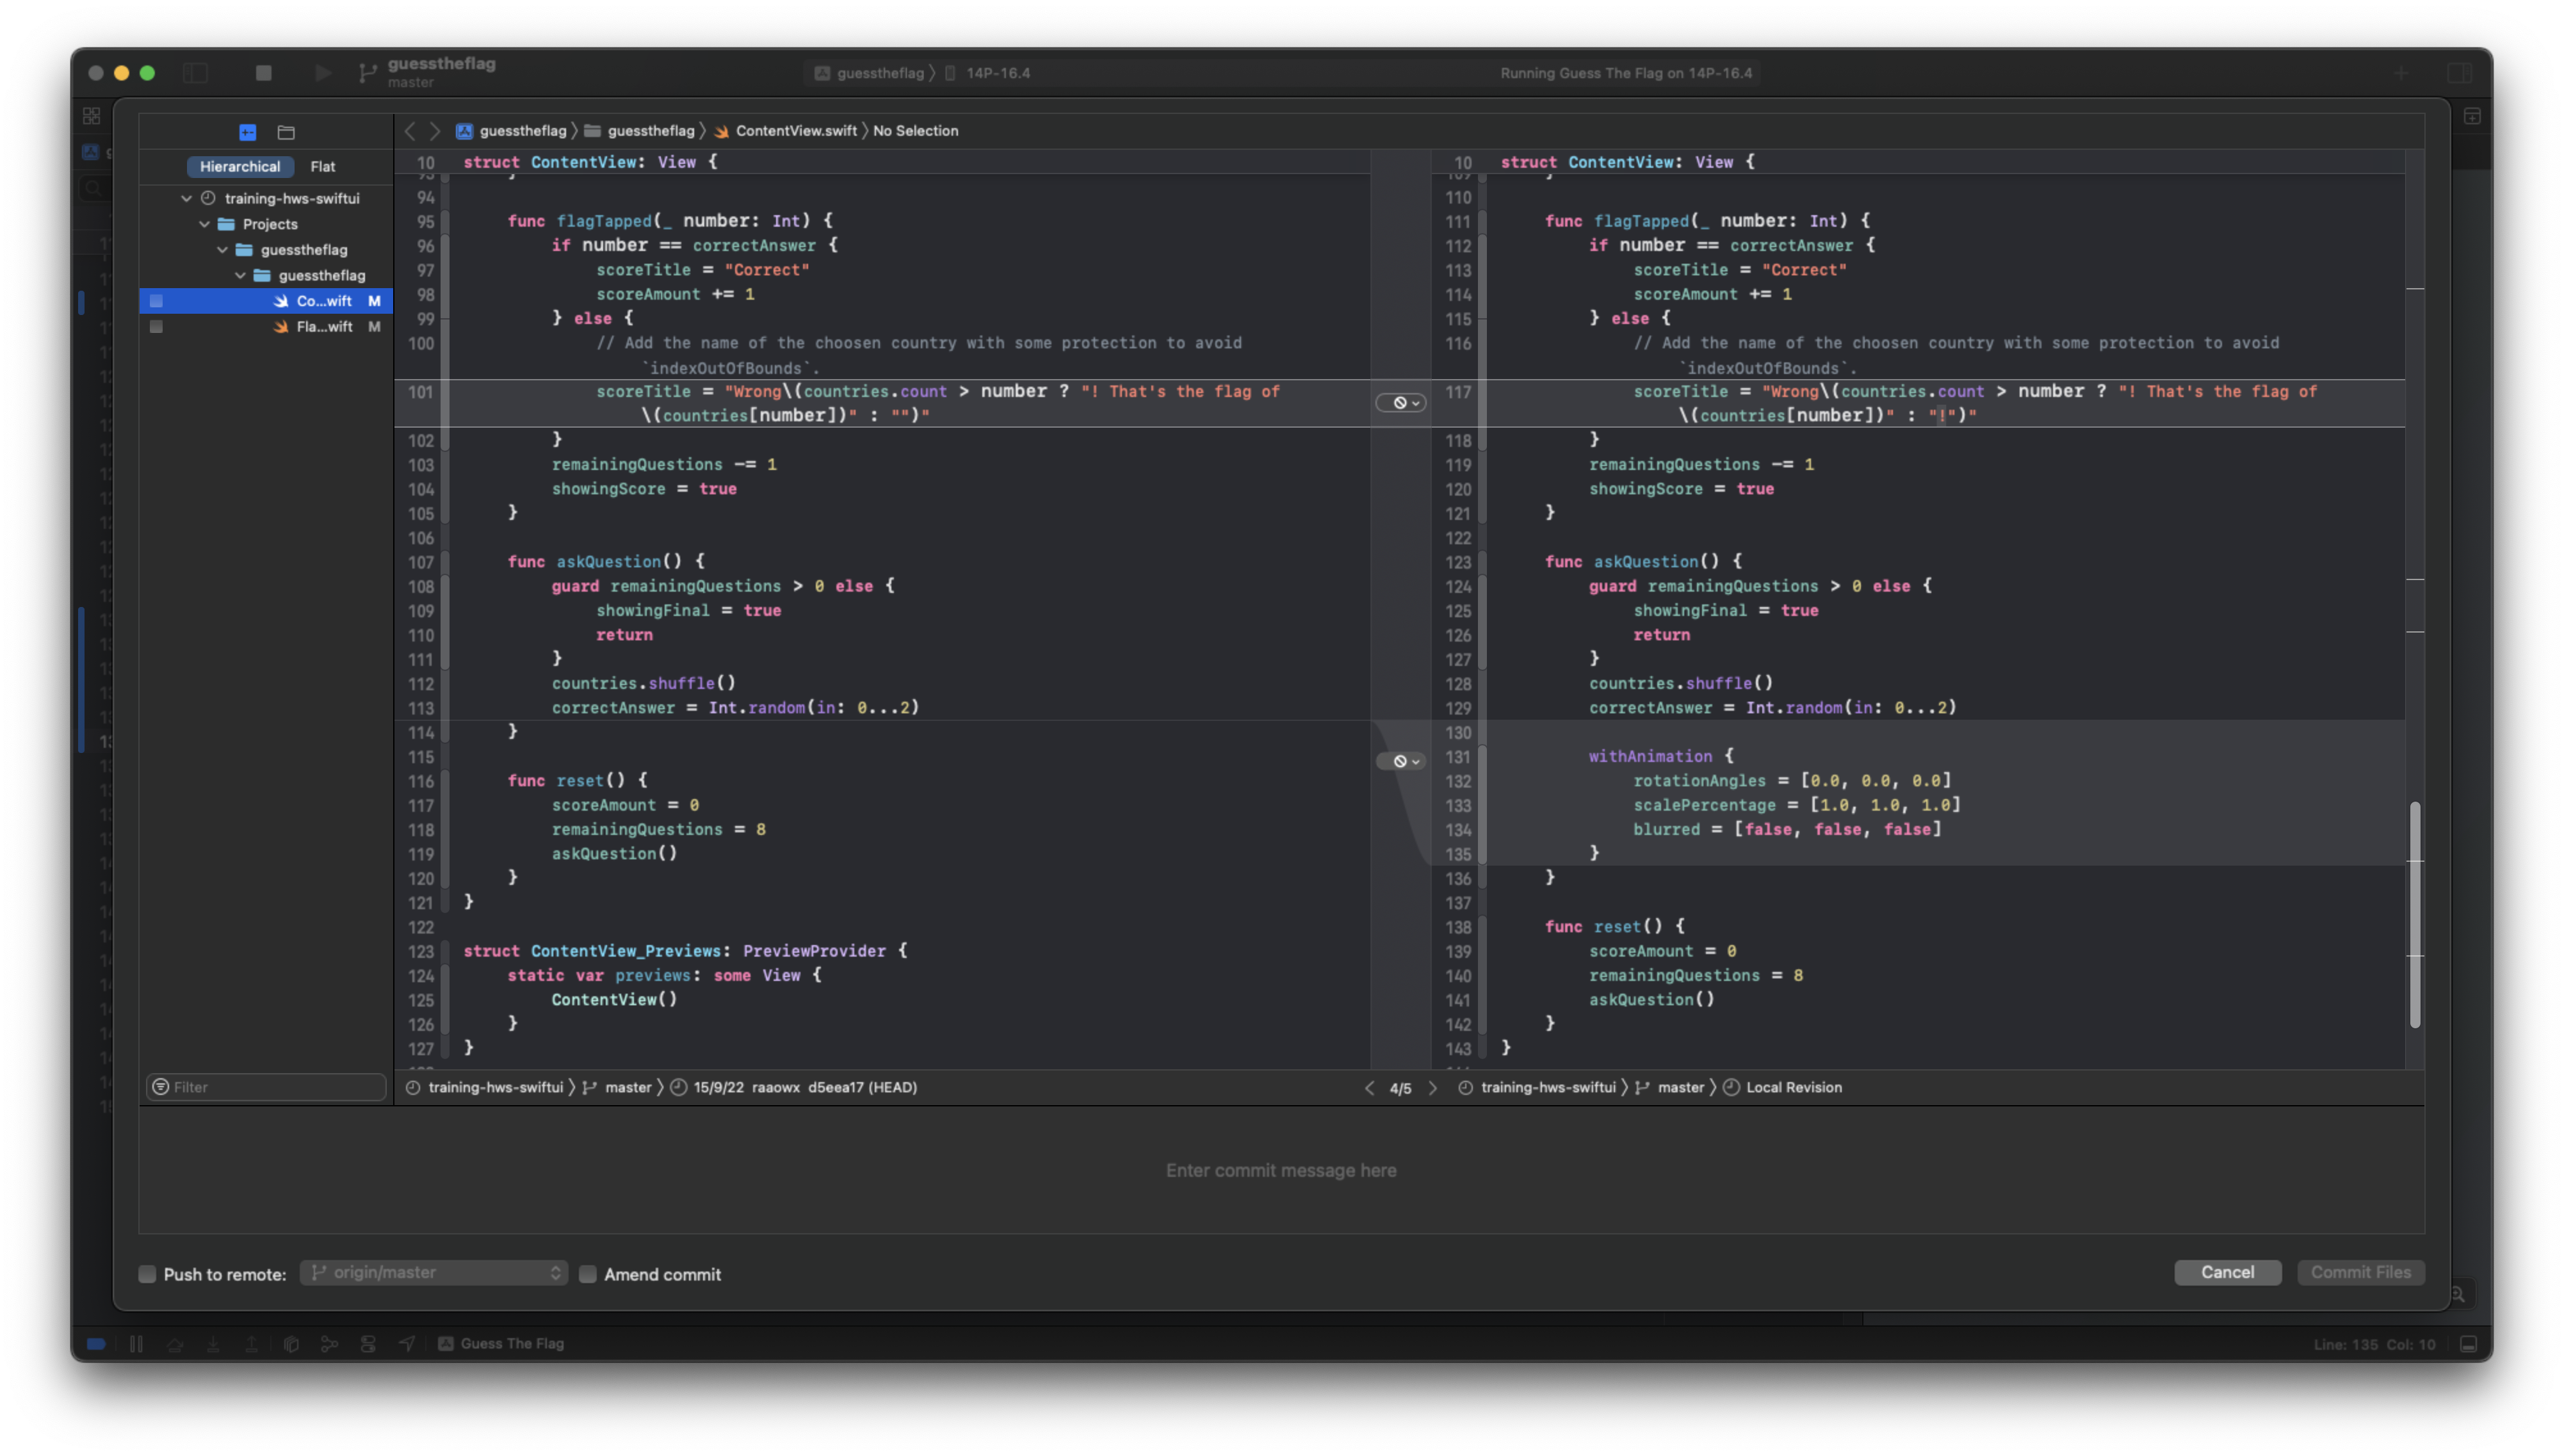 guesstheflag
master
guesstheflag 〉 14P-16.4
Running Guess The Flag on 14P-16.4
guesstheflag 〉 guesstheflag 〉 ContentView.swift 〉 No Selection
Hierarchical Flat
training-hws-swiftui
Projects
guesstheflag
guesstheflag
Co...wift M
Fla...wift M
Filter
10 struct ContentView: View {
93 }
94
95 func flagTapped(_ number: Int) {
96 if number == correctAnswer {
97 scoreTitle = "Correct"
98 scoreAmount += 1
99 } else {
100 // Add the name of the choosen country with some protection to avoid
`indexOutOfBounds`.
101 scoreTitle = "Wrong\(countries.count > number ? "! That's the flag of
\(countries[number])" : "")"
102 }
103 remainingQuestions -= 1
104 showingScore = true
105 }
106
107 func askQuestion() {
108 guard remainingQuestions > 0 else {
109 showingFinal = true
110 return
111 }
112 countries.shuffle()
113 correctAnswer = Int.random(in: 0...2)
114 }
115
116 func reset() {
117 scoreAmount = 0
118 remainingQuestions = 8
119 askQuestion()
120 }
121 }
122
123 struct ContentView_Previews: PreviewProvider {
124 static var previews: some View {
125 ContentView()
126 }
127 }
training-hws-swiftui 〉 master 〉 15/9/22 raaowx d5eea17 (HEAD)
10 struct ContentView: View {
109 }
110
111 func flagTapped(_ number: Int) {
112 if number == correctAnswer {
113 scoreTitle = "Correct"
114 scoreAmount += 1
115 } else {
116 // Add the name of the choosen country with some protection to avoid
`indexOutOfBounds`.
117 scoreTitle = "Wrong\(countries.count > number ? "! That's the flag of
\(countries[number])" : "!")"
118 }
119 remainingQuestions -= 1
120 showingScore = true
121 }
122
123 func askQuestion() {
124 guard remainingQuestions > 0 else {
125 showingFinal = true
126 return
127 }
128 countries.shuffle()
129 correctAnswer = Int.random(in: 0...2)
130
131 withAnimation {
132 rotationAngles = [0.0, 0.0, 0.0]
133 scalePercentage = [1.0, 1.0, 1.0]
134 blurred = [false, false, false]
135 }
136 }
137
138 func reset() {
139 scoreAmount = 0
140 remainingQuestions = 8
141 askQuestion()
142 }
143 }
4/5
training-hws-swiftui 〉 master 〉 Local Revision
Enter commit message here
Push to remote: origin/master Amend commit
Cancel Commit Files
Guess The Flag
Line: 135 Col: 10